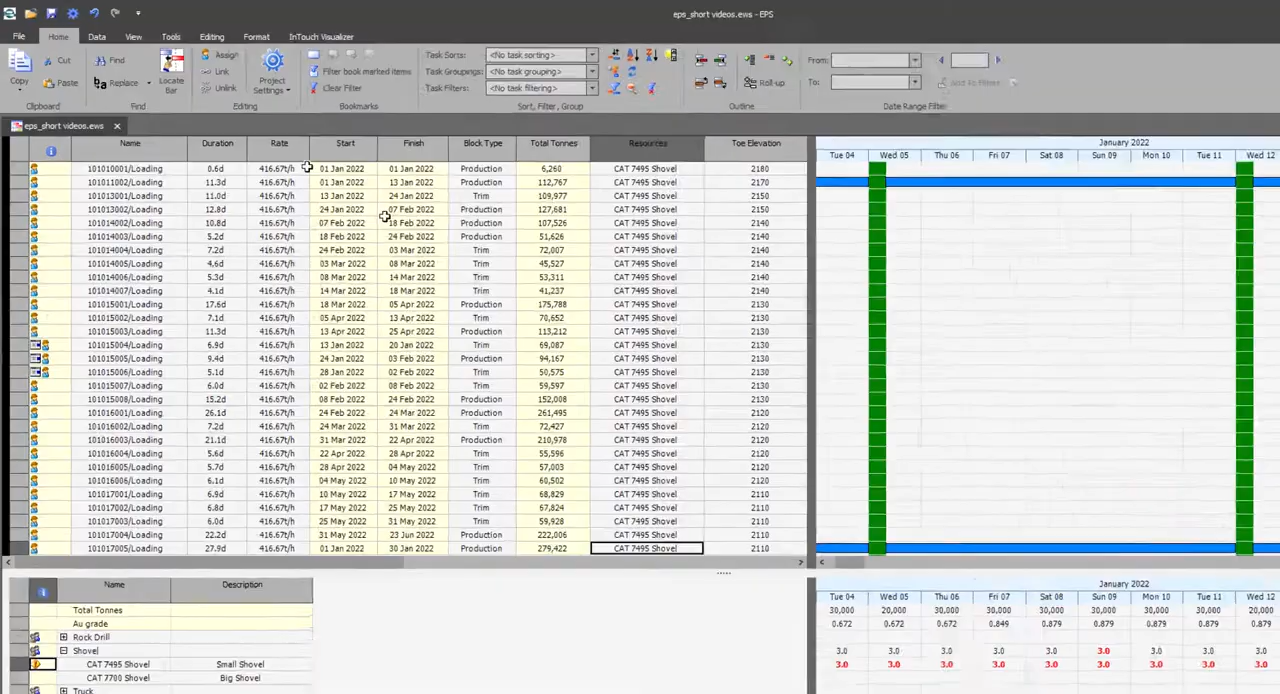 eps_short videos.ews - EPS
File Home Data View Tools Editing Format InTouch Visualizer
Copy Cut Paste Clipboard
Find Replace Locate Bar Find
Assign Link Unlink Project Settings Editing
Filter book marked items Clear Filter Bookmarks
Task Sorts: <No task sorting>
Task Groupings: <No task grouping>
Task Filters: <No task filtering>
Sort, Filter, Group
Roll-up Outline
From: To: Add To Filters Date Range Filter
eps_short videos.ews
Name Duration Rate Start Finish Block Type Total Tonnes Resources Toe Elevation
101010001/Loading 0.6d 416.67t/h 01 Jan 2022 01 Jan 2022 Production 6,260 CAT 7495 Shovel 2180
101011002/Loading 11.3d 416.67t/h 01 Jan 2022 13 Jan 2022 Production 112,767 CAT 7495 Shovel 2170
101013001/Loading 11.0d 416.67t/h 13 Jan 2022 24 Jan 2022 Trim 109,977 CAT 7495 Shovel 2150
101013002/Loading 12.8d 416.67t/h 24 Jan 2022 07 Feb 2022 Production 127,681 CAT 7495 Shovel 2150
101014002/Loading 10.8d 416.67t/h 07 Feb 2022 18 Feb 2022 Production 107,526 CAT 7495 Shovel 2140
101014003/Loading 5.2d 416.67t/h 18 Feb 2022 24 Feb 2022 Production 51,626 CAT 7495 Shovel 2140
101014004/Loading 7.2d 416.67t/h 24 Feb 2022 03 Mar 2022 Trim 72,007 CAT 7495 Shovel 2140
101014005/Loading 4.6d 416.67t/h 03 Mar 2022 08 Mar 2022 Trim 45,527 CAT 7495 Shovel 2140
101014006/Loading 5.3d 416.67t/h 08 Mar 2022 14 Mar 2022 Trim 53,311 CAT 7495 Shovel 2140
101014007/Loading 4.1d 416.67t/h 14 Mar 2022 18 Mar 2022 Trim 41,237 CAT 7495 Shovel 2140
101015001/Loading 17.6d 416.67t/h 18 Mar 2022 05 Apr 2022 Production 175,788 CAT 7495 Shovel 2130
101015002/Loading 7.1d 416.67t/h 05 Apr 2022 13 Apr 2022 Trim 70,652 CAT 7495 Shovel 2130
101015003/Loading 11.3d 416.67t/h 13 Apr 2022 25 Apr 2022 Production 113,212 CAT 7495 Shovel 2130
101015004/Loading 6.9d 416.67t/h 13 Jan 2022 20 Jan 2022 Trim 69,087 CAT 7495 Shovel 2130
101015005/Loading 9.4d 416.67t/h 24 Jan 2022 03 Feb 2022 Production 94,167 CAT 7495 Shovel 2130
101015006/Loading 5.1d 416.67t/h 28 Jan 2022 02 Feb 2022 Trim 50,575 CAT 7495 Shovel 2130
101015007/Loading 6.0d 416.67t/h 02 Feb 2022 08 Feb 2022 Trim 59,597 CAT 7495 Shovel 2130
101015008/Loading 15.2d 416.67t/h 08 Feb 2022 24 Feb 2022 Trim 152,008 CAT 7495 Shovel 2130
101016001/Loading 26.1d 416.67t/h 24 Feb 2022 24 Mar 2022 Production 261,495 CAT 7495 Shovel 2120
101016002/Loading 7.2d 416.67t/h 24 Mar 2022 31 Mar 2022 Trim 72,427 CAT 7495 Shovel 2120
101016003/Loading 21.1d 416.67t/h 31 Mar 2022 22 Apr 2022 Production 210,978 CAT 7495 Shovel 2120
101016004/Loading 5.6d 416.67t/h 22 Apr 2022 28 Apr 2022 Trim 55,596 CAT 7495 Shovel 2120
101016005/Loading 5.7d 416.67t/h 28 Apr 2022 04 May 2022 Trim 57,003 CAT 7495 Shovel 2120
101016006/Loading 6.1d 416.67t/h 04 May 2022 10 May 2022 Trim 60,502 CAT 7495 Shovel 2120
101017001/Loading 6.9d 416.67t/h 10 May 2022 17 May 2022 Trim 68,829 CAT 7495 Shovel 2110
101017002/Loading 6.8d 416.67t/h 17 May 2022 25 May 2022 Trim 67,824 CAT 7495 Shovel 2110
101017003/Loading 6.0d 416.67t/h 25 May 2022 31 May 2022 Trim 59,928 CAT 7495 Shovel 2110
101017004/Loading 22.2d 416.67t/h 31 May 2022 23 Jun 2022 Production 222,006 CAT 7495 Shovel 2110
101017005/Loading 27.9d 416.67t/h 01 Jan 2022 30 Jan 2022 Production 279,422 CAT 7495 Shovel 2110
January 2022
Tue 04 Wed 05 Thu 06 Fri 07 Sat 08 Sun 09 Mon 10 Tue 11 Wed 12
Name Description
Total Tonnes
Au grade
Rock Drill
Shovel
CAT 7495 Shovel Small Shovel
CAT 7700 Shovel Big Shovel
Truck
January 2022
Tue 04 Wed 05 Thu 06 Fri 07 Sat 08 Sun 09 Mon 10 Tue 11 Wed 12
30,000 20,000 30,000 30,000 30,000 30,000 30,000 30,000 20,000
0.672 0.672 0.672 0.849 0.879 0.879 0.879 0.879 0.879
3.0 3.0 3.0 3.0 3.0 3.0 3.0 3.0
3.0 3.0 3.0 3.0 3.0 3.0 3.0 3.0